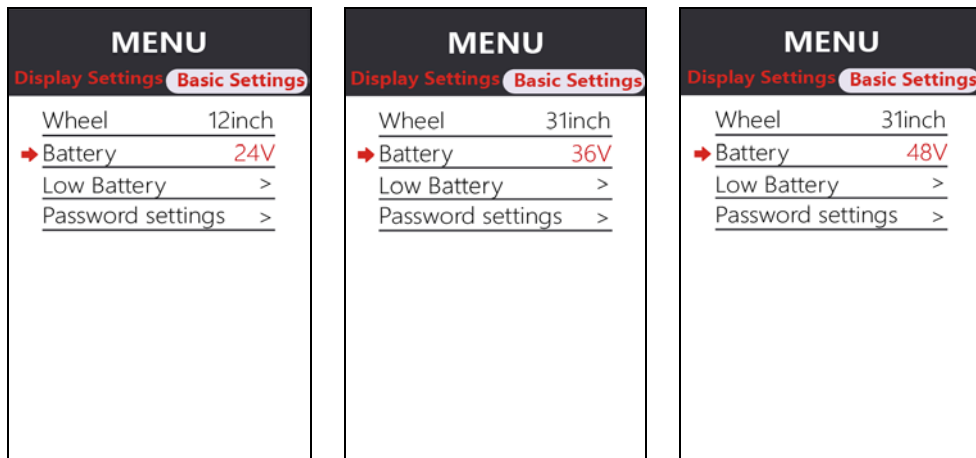 MENU
Display Settings Basic Settings
Wheel 12inch
Battery 24V
Low Battery >
Password settings >
MENU
Display Settings Basic Settings
Wheel 31inch
Battery 36V
Low Battery >
Password settings >
MENU
Display Settings Basic Settings
Wheel 31inch
Battery 48V
Low Battery >
Password settings >